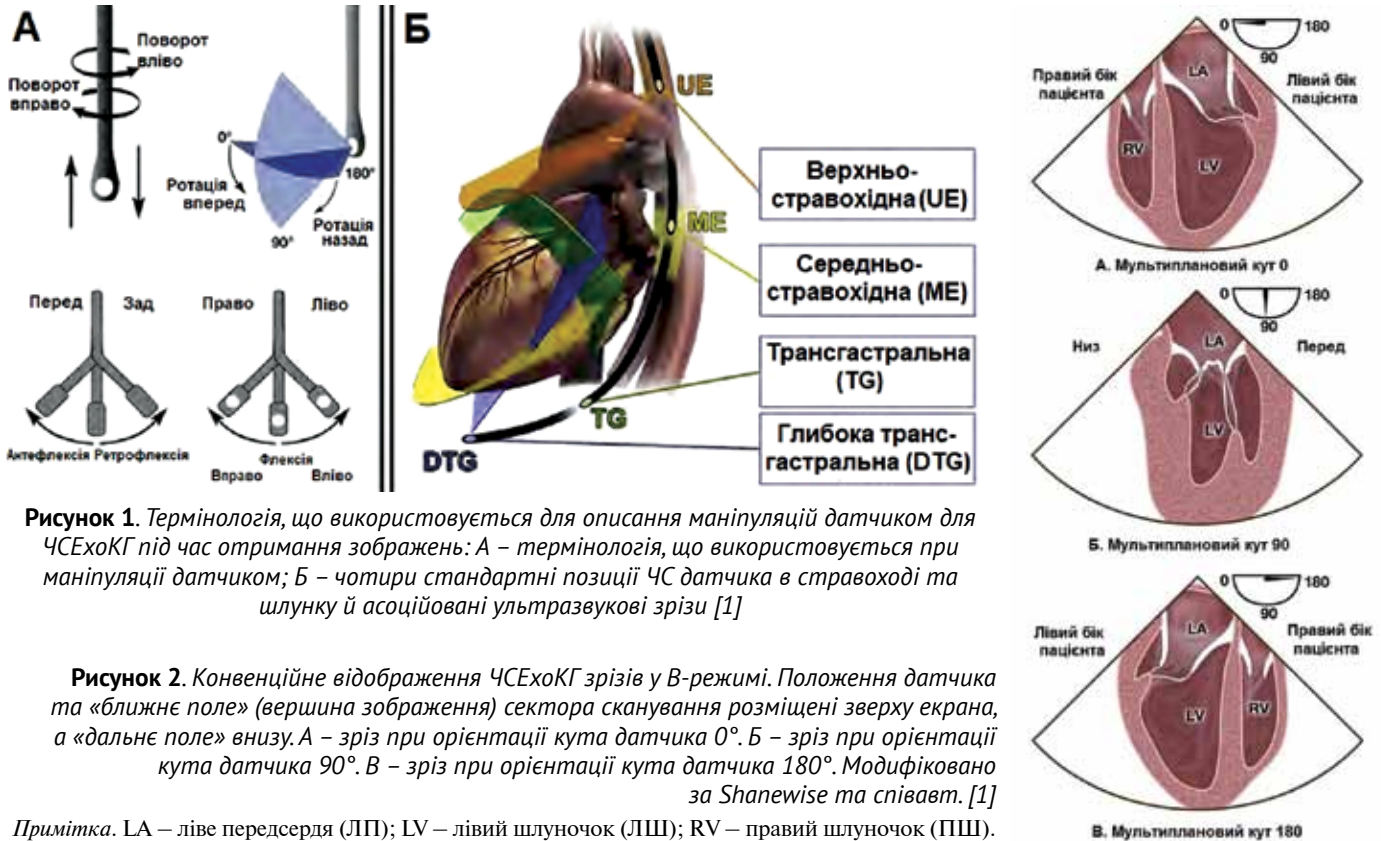 А
Поворот
вліво
Поворот
вправо
0°
180°
Ротація
вперед
90°
Ротація
назад
Перед Зад
Право Ліво
Антефлексія Ретрофлексія
Флексія
Вправо Вліво
Б
UE
ME
TG
DTG
Верхньо-
стравохідна (UE)
Середньо-
стравохідна (ME)
Трансгастральна
(TG)
Глибока транс-
гастральна (DTG)
Рисунок 1. Термінологія, що використовується для описання маніпуляцій датчиком для
ЧСЕхоКГ під час отримання зображень: А – термінологія, що використовується при
маніпуляції датчиком; Б – чотири стандартні позиції ЧС датчика в стравоході та
шлунку й асоційовані ультразвукові зрізи [1]
Рисунок 2. Конвенційне відображення ЧСЕхоКГ зрізів у В-режимі. Положення датчика
та «ближнє поле» (вершина зображення) сектора сканування розміщені зверху екрана,
а «дальнє поле» внизу. А – зріз при орієнтації кута датчика 0°. Б – зріз при орієнтації
кута датчика 90°. В – зріз при орієнтації кута датчика 180°. Модифіковано
за Shanewise та співавт. [1]
Примітка. LA – ліве передсердя (ЛП); LV – лівий шлуночок (ЛШ); RV – правий шлуночок (ПШ).
0 180
90
Правий бік
пацієнта
Лівий бік
пацієнта
LA
RV
LV
А. Мультиплановий кут 0
0 180
90
Низ
Перед
LA
LV
Б. Мультиплановий кут 90
0 180
90
Лівий бік
пацієнта
Правий бік
пацієнта
LA
LV
RV
В. Мультиплановий кут 180